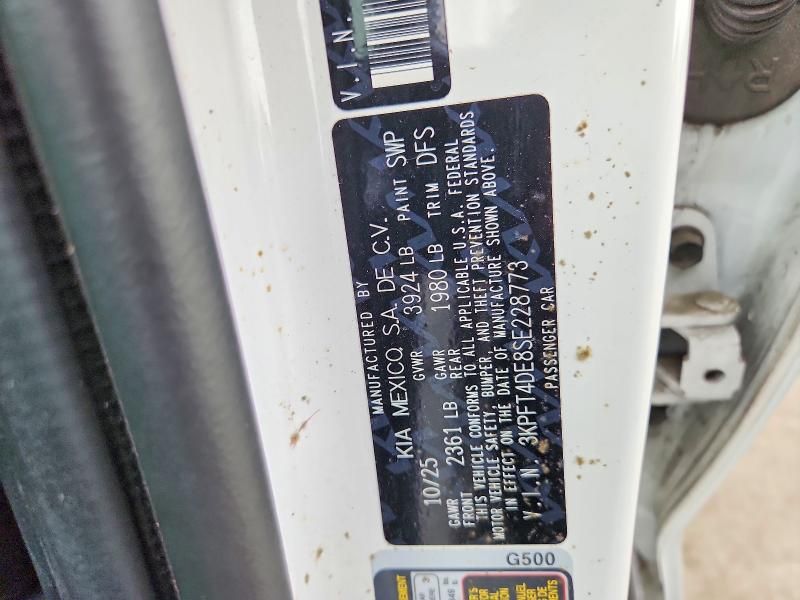 V.I.N.
MANUFACTURED BY
KIA MEXICO, S.A. DE C.V.
10/25 GVWR 3924 LB PAINT SWP
GAWR FRONT 2361 LB GAWR REAR 1980 LB TRIM DFS
THIS VEHICLE CONFORMS TO ALL APPLICABLE U.S.A. FEDERAL
MOTOR VEHICLE SAFETY, BUMPER, AND THEFT PREVENTION STANDARDS
IN EFFECT ON THE DATE OF MANUFACTURE SHOWN ABOVE.
V.I.N 3KPFT4DE8SE228773
PASSENGER CAR
G500
RAL